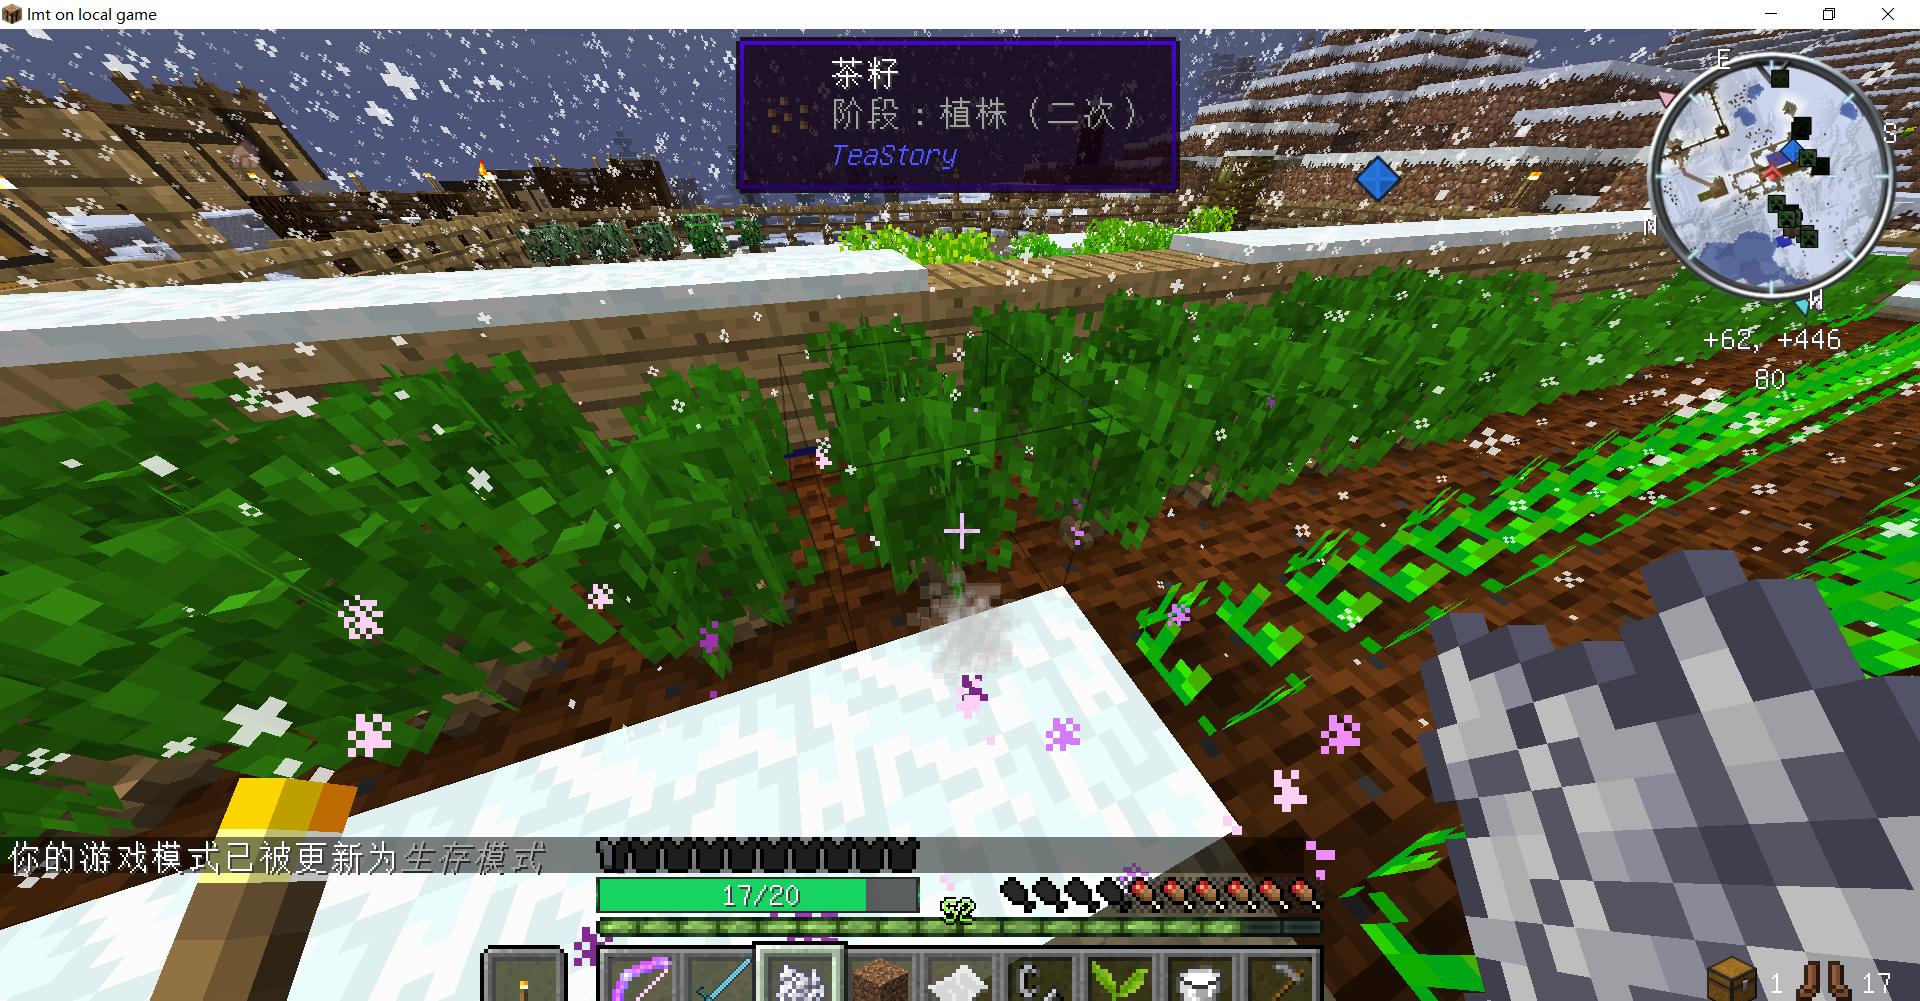 lmt on local game
茶籽
阶段：植株（二次）
TeaStory
E
S
N
W
+62, +446
80
你的游戏模式已被更新为生存模式
17/20
52
1
17